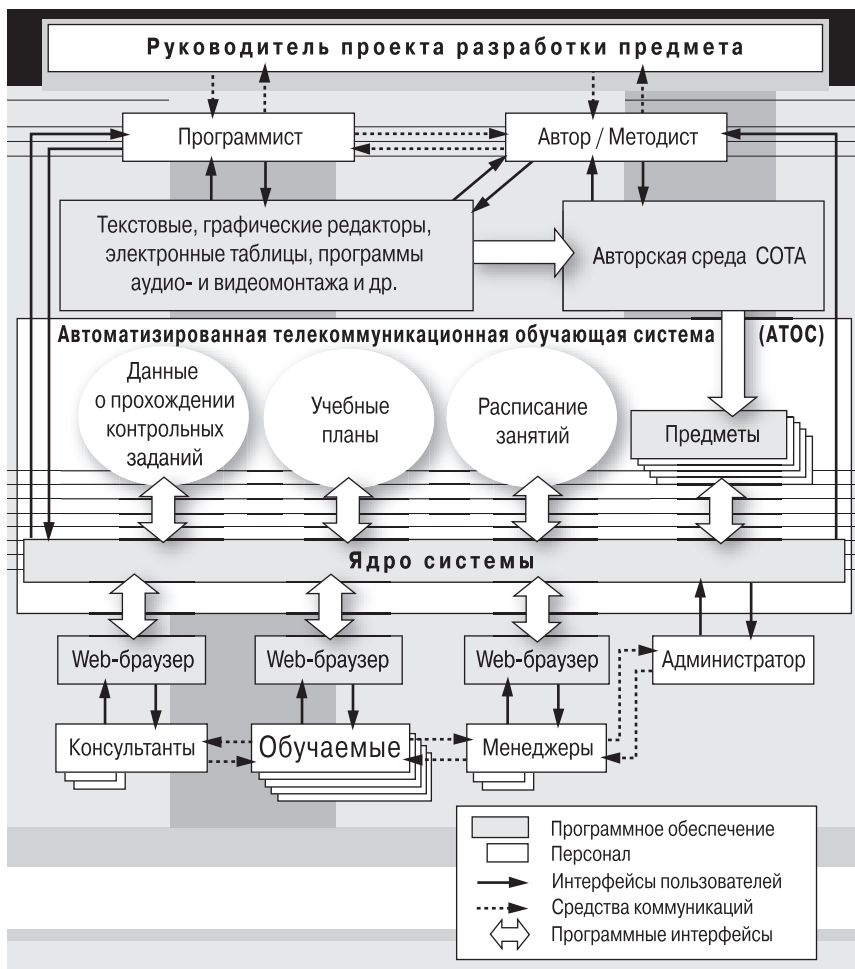 Руководитель проекта разработки предмета
Программист
Автор / Методист
Текстовые, графические редакторы,
электронные таблицы, программы
аудио- и видеомонтажа и др.
Авторская среда СОТА
Автоматизированная телекоммуникационная обучающая система (АТОС)
Данные
о прохождении
контрольных
заданий
Учебные
планы
Расписание
занятий
Предметы
Ядро системы
Web-браузер
Web-браузер
Web-браузер
Администратор
Консультанты
Обучаемые
Менеджеры
Программное обеспечение
Персонал
Интерфейсы пользователей
Средства коммуникаций
Программные интерфейсы